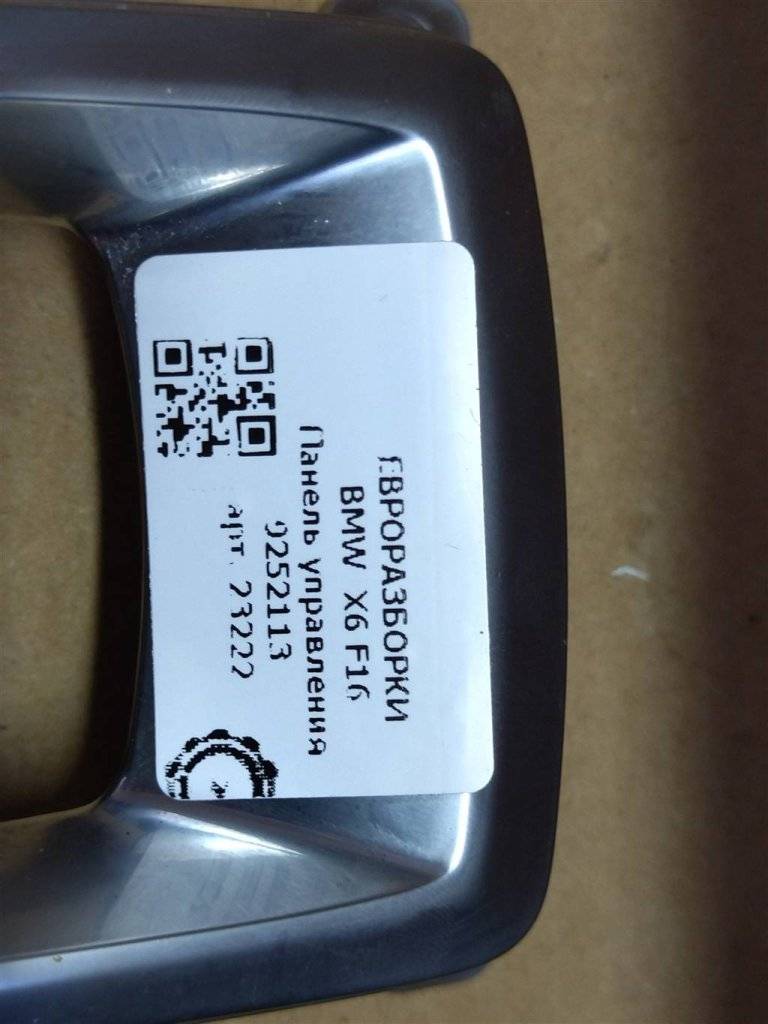 ЕВРОРАЗБОРКИ
BMW X6 F16
Панель управления
9252113
арт. 23222